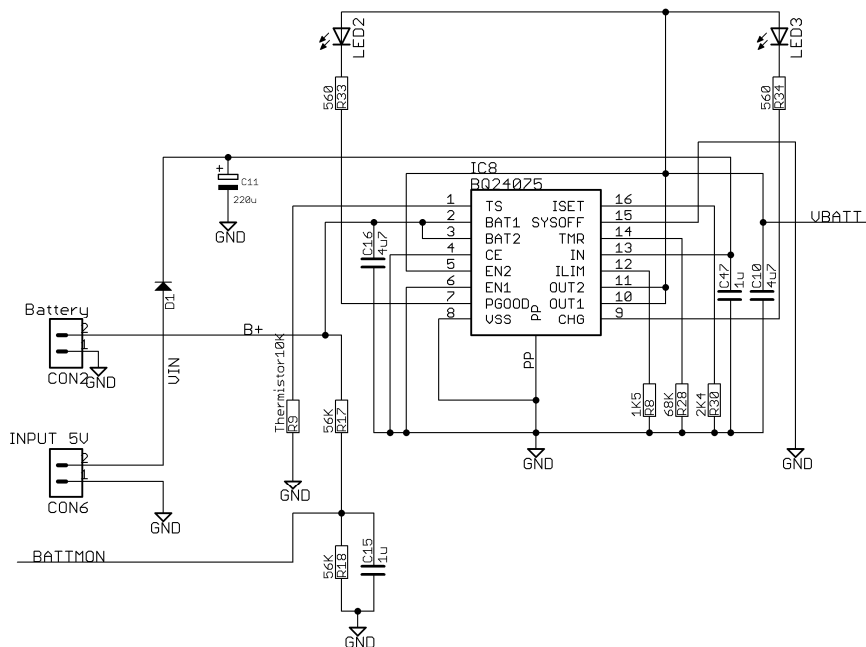 LED2
LED3
560
R33
560
R34
+
C11
220u
GND
IC8
BQ24075
1 TS ISET 16
2 BAT1 SYSOFF 15
3 BAT2 TMR 14
4 CE IN 13
5 EN2 ILIM 12
6 EN1 OUT2 11
7 PGOOD OUT1 10
8 VSS CHG 9
PP
PP
C16
4u7
C47
1u
C10
4u7
VBATT
D1
VIN
Battery
2
1
CON2
GND
B+
Thermistor10K
R9
GND
56K
R17
1K5
R8
68K
R28
2K4
R30
GND
GND
INPUT 5V
2
1
CON6
GND
BATTMON
56K
R18
C15
1u
GND